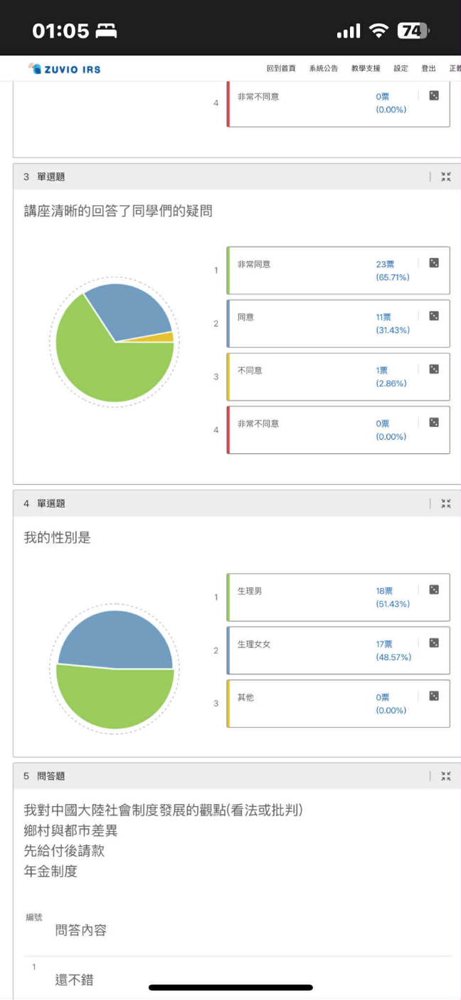 01:05
74
ZUVIO IRS 回到首頁 系統公告 教學支援 設定 登出
4 非常不同意 0票
(0.00%)
3 單選題
講座清晰的回答了同學們的疑問
1 非常同意 23票
(65.71%)
2 同意 11票
(31.43%)
3 不同意 1票
(2.86%)
4 非常不同意 0票
(0.00%)
4 單選題
我的性別是
1 生理男 18票
(51.43%)
2 生理女女 17票
(48.57%)
3 其他 0票
(0.00%)
5 問答題
我對中國大陸社會制度發展的觀點(看法或批判)
鄉村與都市差異
先給付後請款
年金制度
編號
問答內容
1
還不錯